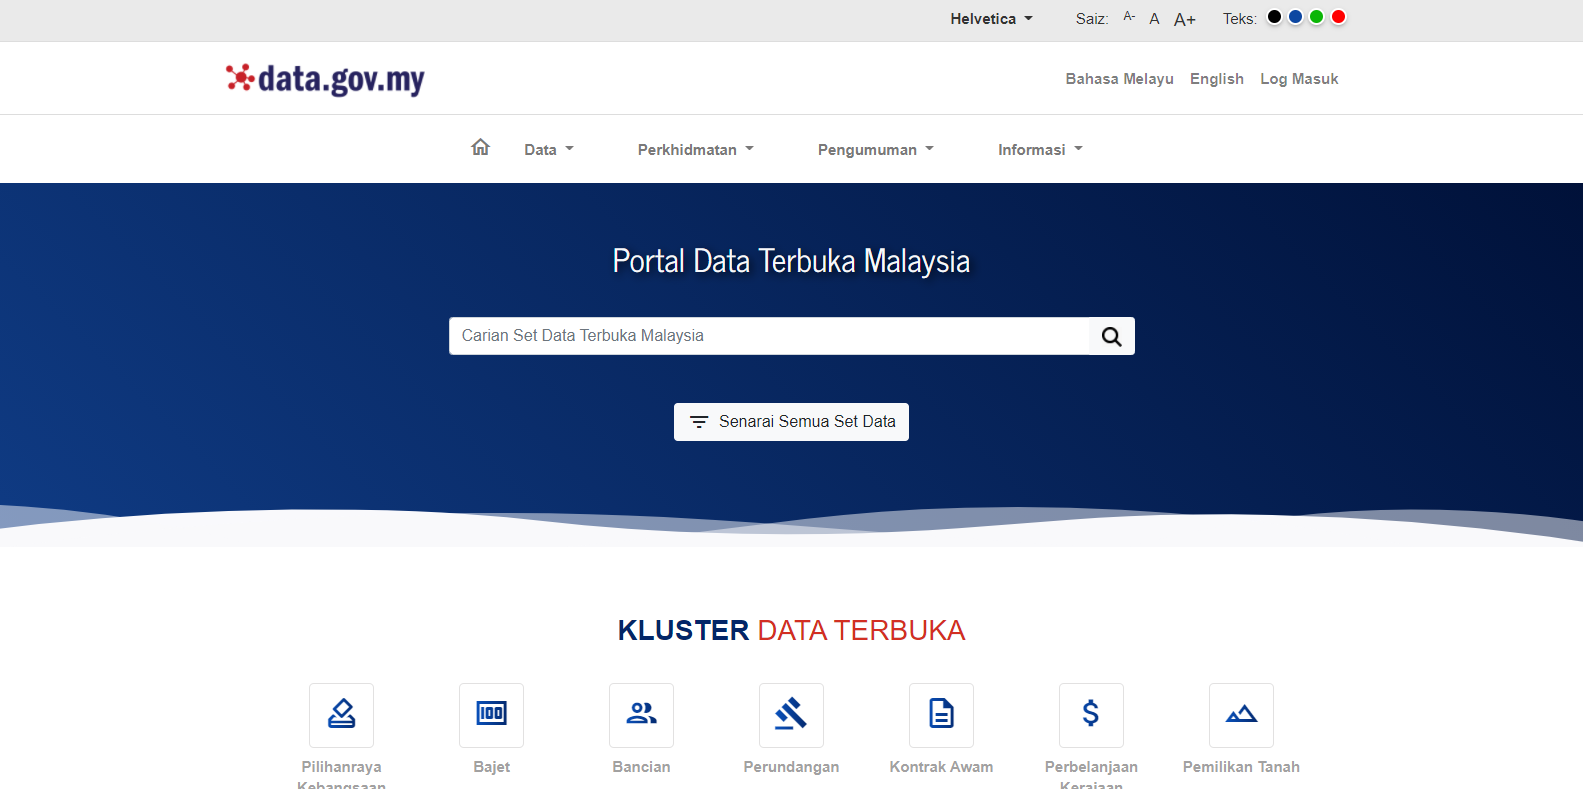 Helvetica Saiz: A- A A+ Teks:
data.gov.my
Bahasa Melayu English Log Masuk
Data Perkhidmatan Pengumuman Informasi
Portal Data Terbuka Malaysia
Carian Set Data Terbuka Malaysia
Senarai Semua Set Data
KLUSTER DATA TERBUKA
100
Pilihanraya Bajet Bancian Perundangan Kontrak Awam Perbelanjaan Pemilikan Tanah
Kebangsaan Kerajaan